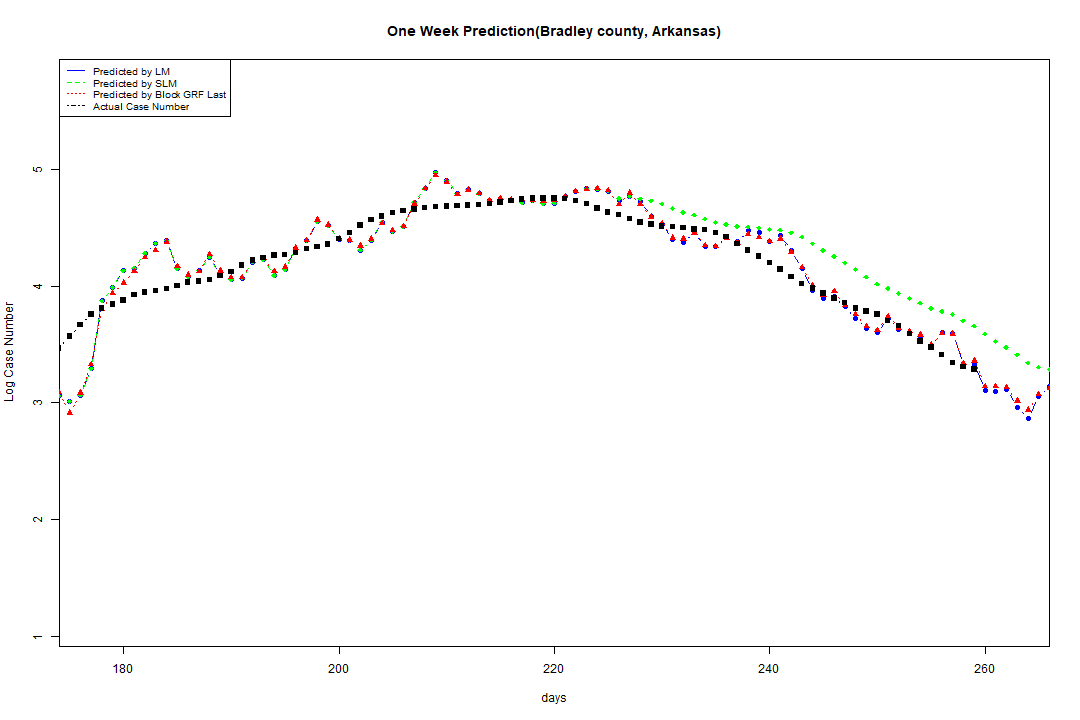 One Week Prediction(Bradley county, Arkansas)
Predicted by LM
Predicted by SLM
Predicted by Block GRF Last
Actual Case Number
5
4
3
2
1
Log Case Number
180 200 220 240 260
days